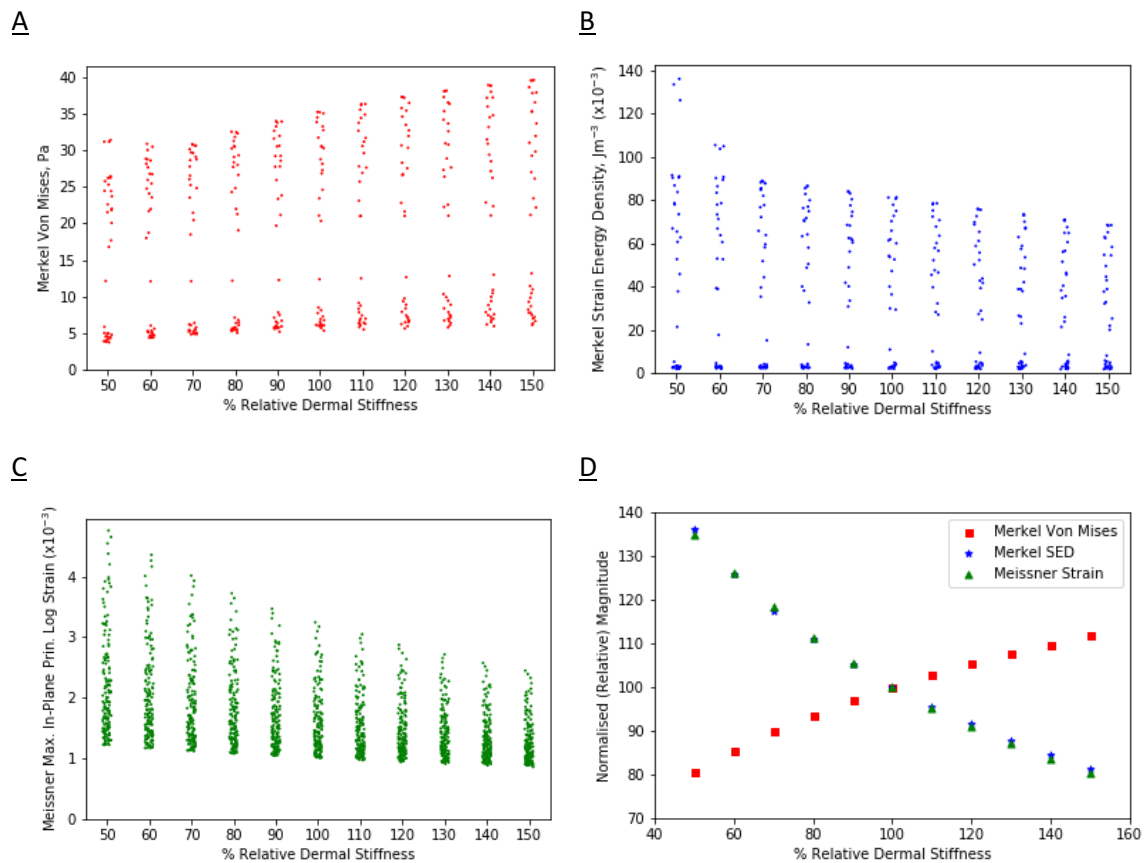 A
B
Merkel Von Mises, Pa
40
35
30
25
20
15
10
5
0
50 60 70 80 90 100 110 120 130 140 150
% Relative Dermal Stiffness
Merkel Strain Energy Density, Jm⁻³ (x10⁻³)
140
120
100
80
60
40
20
0
50 60 70 80 90 100 110 120 130 140 150
% Relative Dermal Stiffness
C
D
Meissner Max. In-Plane Prin. Log Strain (x10⁻³)
4
3
2
1
0
50 60 70 80 90 100 110 120 130 140 150
% Relative Dermal Stiffness
Normalised (Relative) Magnitude
140
130
120
110
100
90
80
70
40 60 80 100 120 140 160
% Relative Dermal Stiffness
Merkel Von Mises
Merkel SED
Meissner Strain